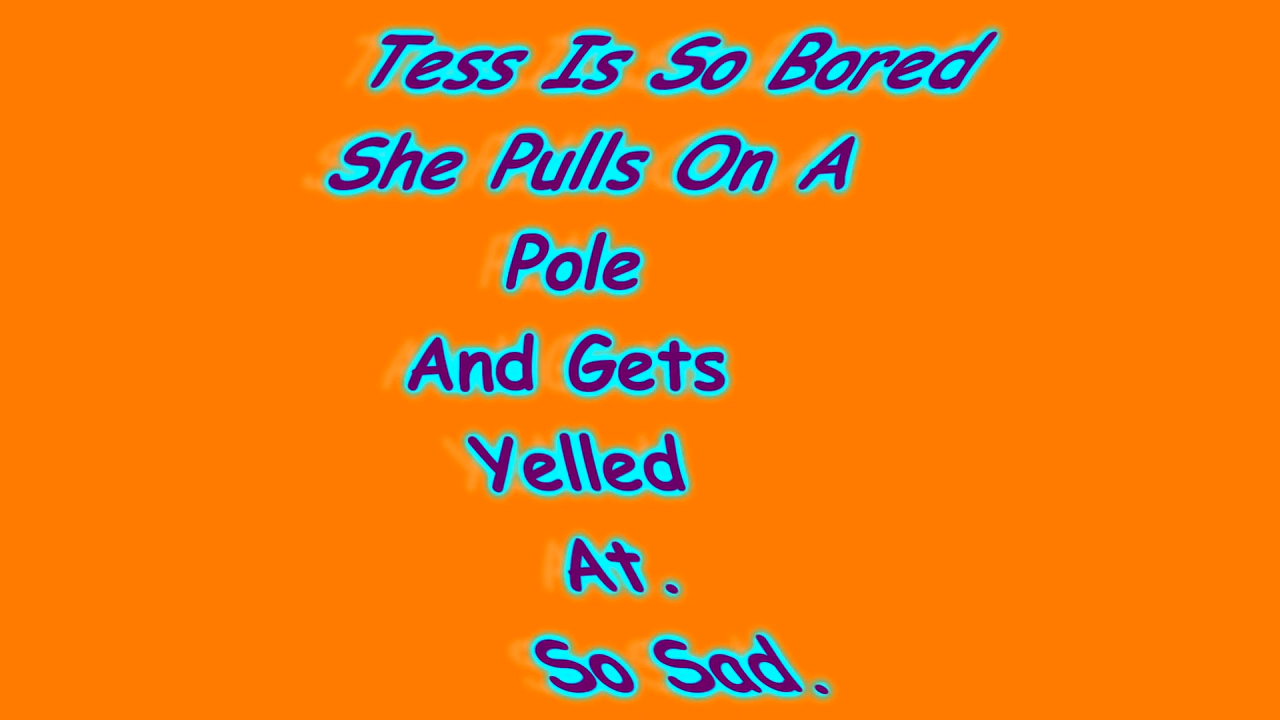 Tess Is So Bored
She Pulls On A
Pole
And Gets
Yelled
At.
So Sad.